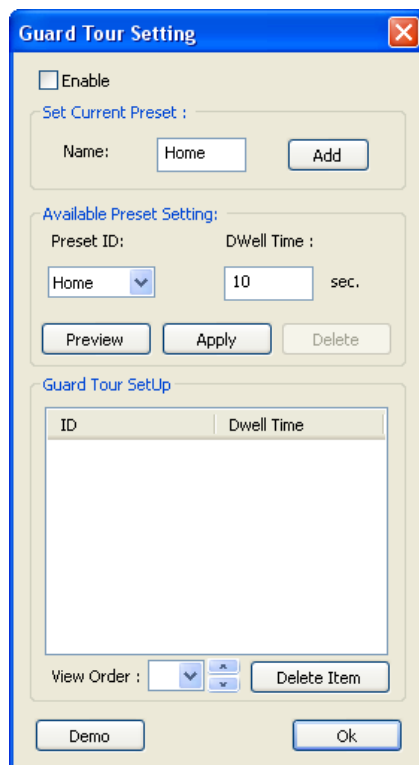 Guard Tour Setting
Enable
Set Current Preset :
Name: Home Add
Available Preset Setting:
Preset ID: DWell Time :
Home 10 sec.
Preview Apply Delete
Guard Tour SetUp
ID Dwell Time
View Order : Delete Item
Demo Ok